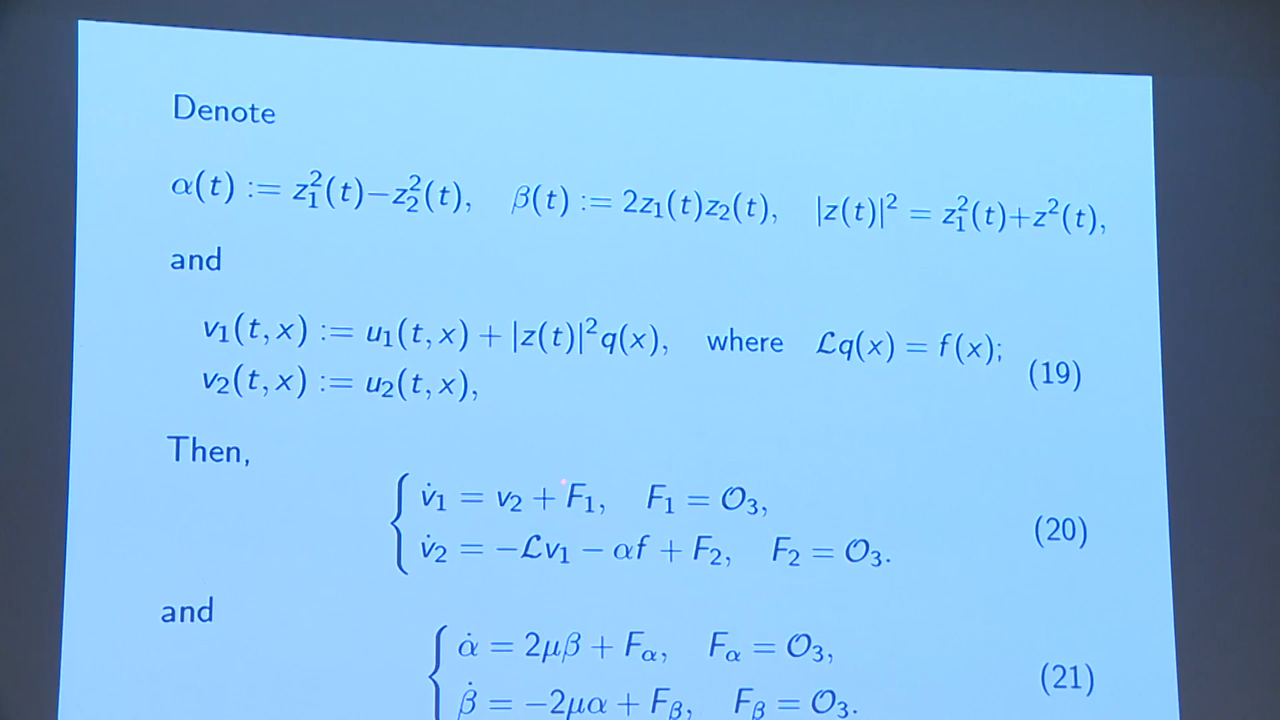 Denote
α(t) := z₁²(t)−z₂²(t), β(t) := 2z₁(t)z₂(t), |z(t)|² = z₁²(t)+z²(t),
and
v₁(t, x) := u₁(t, x) + |z(t)|²q(x), where ℒq(x) = f(x);
v₂(t, x) := u₂(t, x), (19)
Then,
v̇₁ = v₂ + F₁, F₁ = 𝒪₃,
v̇₂ = −ℒv₁ − αf + F₂, F₂ = 𝒪₃. (20)
and
α̇ = 2μβ + F_α, F_α = 𝒪₃,
β̇ = −2μα + F_β, F_β = 𝒪₃. (21)